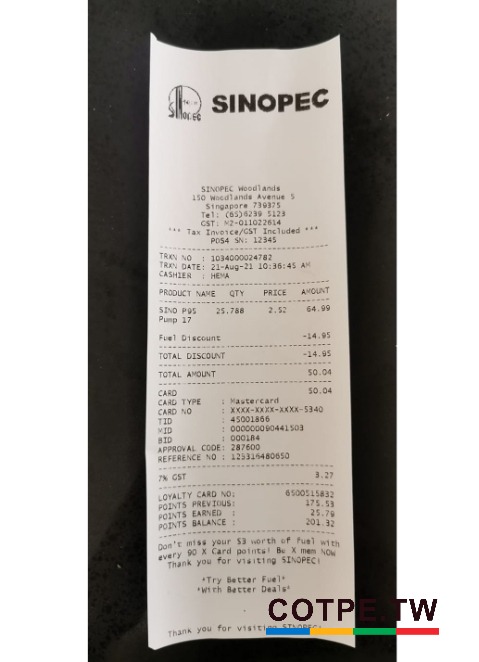 SINOPEC
SINOPEC
SINOPEC Woodlands
150 Woodlands Avenue 5
Singapore 739375
Tel: (65)6239 5123
GST: M2-011022614
*** Tax Invoice/GST Included ***
POS4 SN: 12345
TRXN NO : 1034000024782
TRXN DATE: 21-Aug-21 10:36:45 AM
CASHIER : HEMA
PRODUCT NAME QTY PRICE AMOUNT
SINO P95 25.788 2.52 64.99
Pump 17
Fuel Discount -14.95
TOTAL DISCOUNT -14.95
TOTAL AMOUNT 50.04
CARD 50.04
CARD TYPE : Mastercard
CARD NO : XXXX-XXXX-XXXX-5340
TID : 45001866
MID : 000000090441503
BID : 000184
APPROVAL CODE: 287600
REFERENCE NO : 125316480650
7% GST 3.27
LOYALTY CARD NO: 6500515832
POINTS PREVIOUS: 175.53
POINTS EARNED : 25.79
POINTS BALANCE : 201.32
Don't miss your $3 worth of fuel with
every 90 X Card points! Be X mem NOW
Thank you for visiting SINOPEC!
*Try Better Fuel*
*With Better Deals*
COTPE.TW
Thank you for visiting SINOPEC!